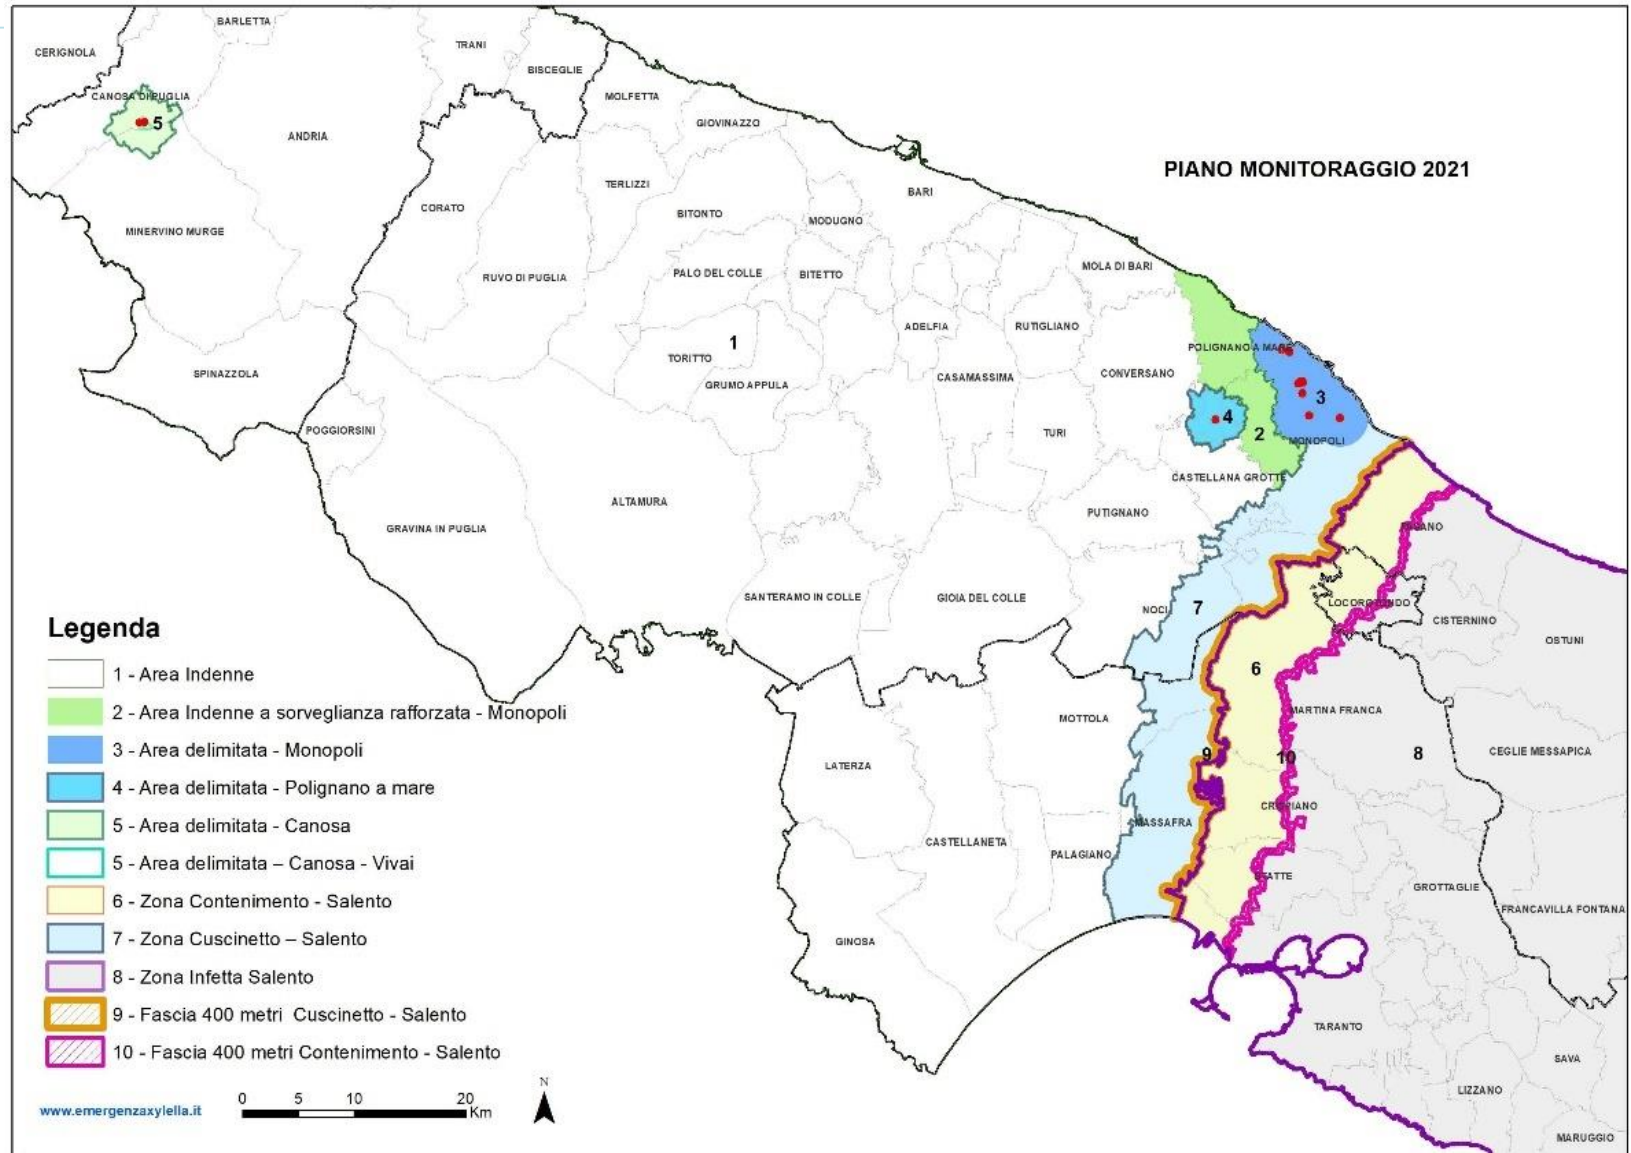 BARLETTA
CERIGNOLA
TRANI
BISCEGLIE
CANOSA DI PUGLIA
MOLFETTA
5
GIOVINAZZO
ANDRIA
PIANO MONITORAGGIO 2021
TERLIZZI
BARI
CORATO
BITONTO
MODUGNO
MINERVINO MURGE
MOLA DI BARI
RUVO DI PUGLIA
PALO DEL COLLE
BITETTO
ADELFIA
RUTIGLIANO
1
POLIGNANO A MARE
TORITTO
SPINAZZOLA
CONVERSANO
GRUMO APPULA
CASAMASSIMA
3
4
POGGIORSINI
TURI
2
MONOPOLI
CASTELLANA GROTTE
ALTAMURA
PUTIGNANO
GRAVINA IN PUGLIA
FASANO
SANTERAMO IN COLLE
GIOIA DEL COLLE
NOCI
7
LOCOROTONDO
CISTERNINO
OSTUNI
6
MARTINA FRANCA
MOTTOLA
CEGLIE MESSAPICA
LATERZA
9
10
8
CRISPIANO
MASSAFRA
CASTELLANETA
PALAGIANO
STATTE
GROTTAGLIE
FRANCAVILLA FONTANA
GINOSA
TARANTO
SAVA
LIZZANO
MARUGGIO
Legenda
1 - Area Indenne
2 - Area Indenne a sorveglianza rafforzata - Monopoli
3 - Area delimitata - Monopoli
4 - Area delimitata - Polignano a mare
5 - Area delimitata - Canosa
5 - Area delimitata – Canosa - Vivai
6 - Zona Contenimento - Salento
7 - Zona Cuscinetto – Salento
8 - Zona Infetta Salento
9 - Fascia 400 metri Cuscinetto - Salento
10 - Fascia 400 metri Contenimento - Salento
www.emergenzaxylella.it
0 5 10 20
Km
N